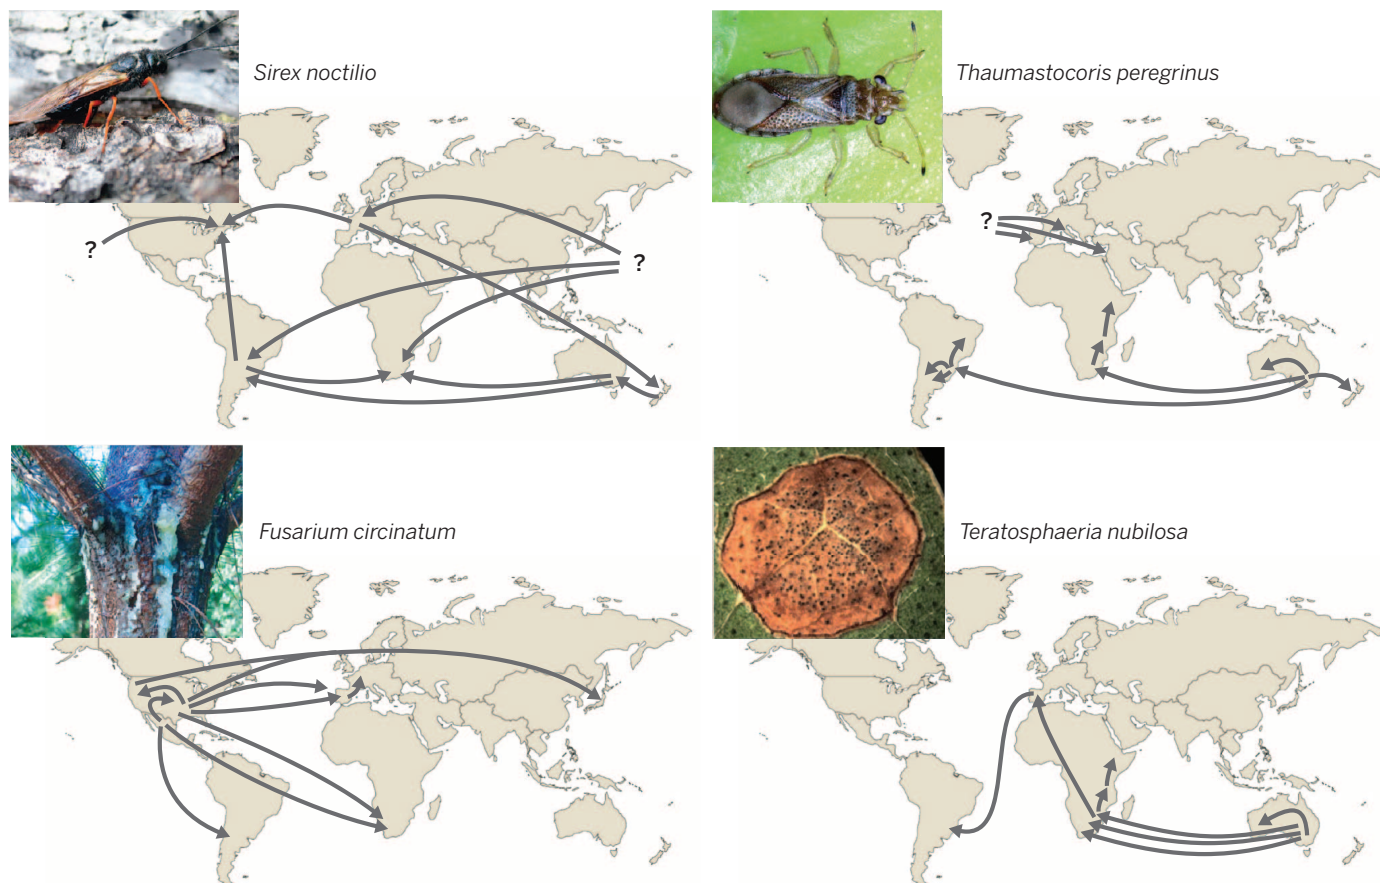 Sirex noctilio
Thaumastocoris peregrinus
?
?
?
Fusarium circinatum
Teratosphaeria nubilosa